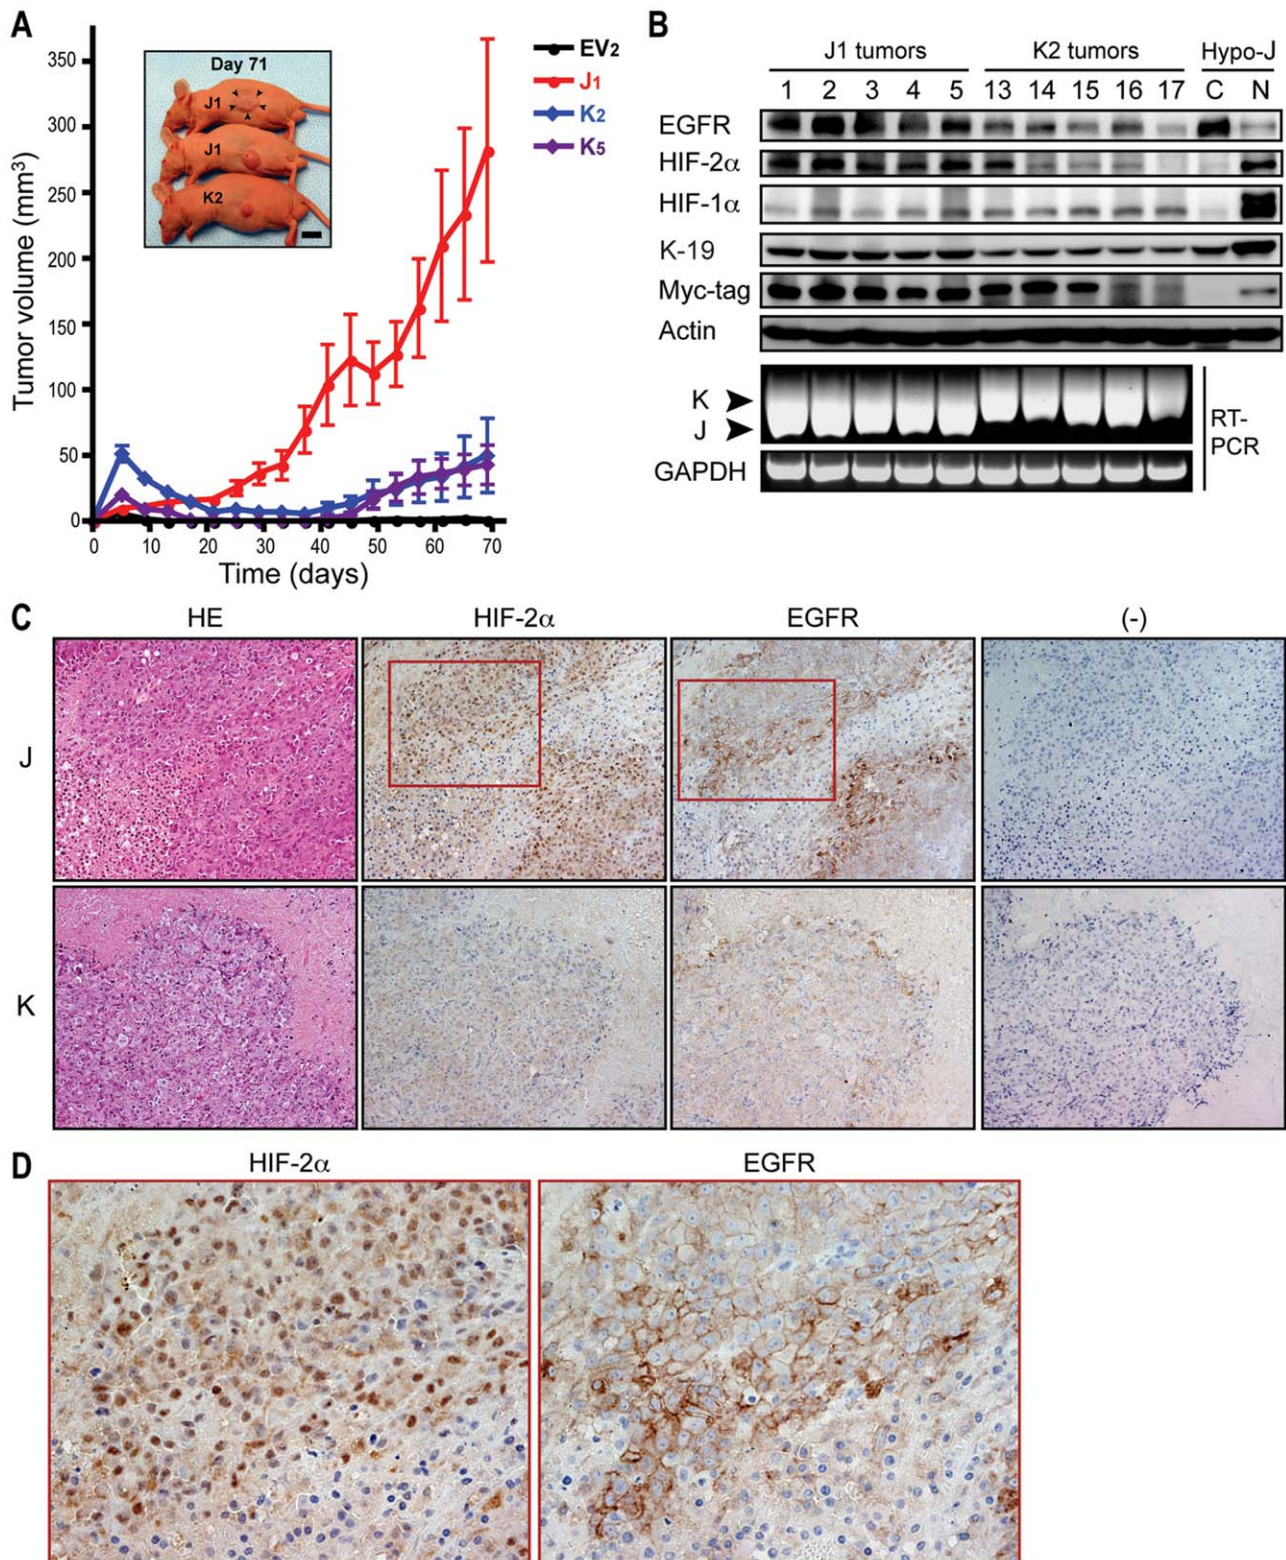 A
Tumor volume (mm³)
350
300
250
200
150
100
50
0
0 10 20 30 40 50 60 70
Time (days)
Day 71
J1
J1
K2
EV2
J1
K2
K5
B
J1 tumors K2 tumors Hypo-J
1 2 3 4 5 13 14 15 16 17 C N
EGFR
HIF-2α
HIF-1α
K-19
Myc-tag
Actin
K
J
GAPDH
RT-
PCR
C
HE HIF-2α EGFR (-)
J
K
D
HIF-2α EGFR